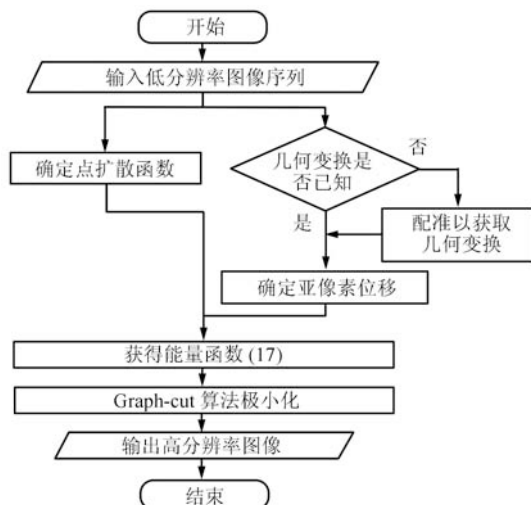 开始
输入低分辨率图像序列
确定点扩散函数
几何变换是
否已知
否
是
配准以获取
几何变换
确定亚像素位移
获得能量函数 (17)
Graph-cut 算法极小化
输出高分辨率图像
结束